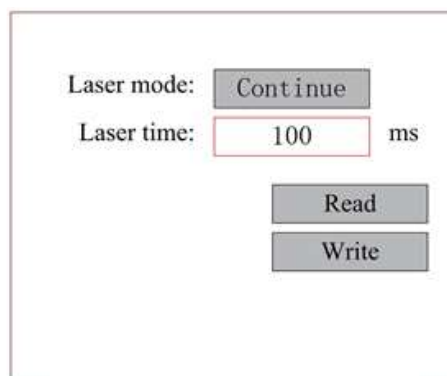 Laser mode: Continue
Laser time: 100 ms
Read
Write